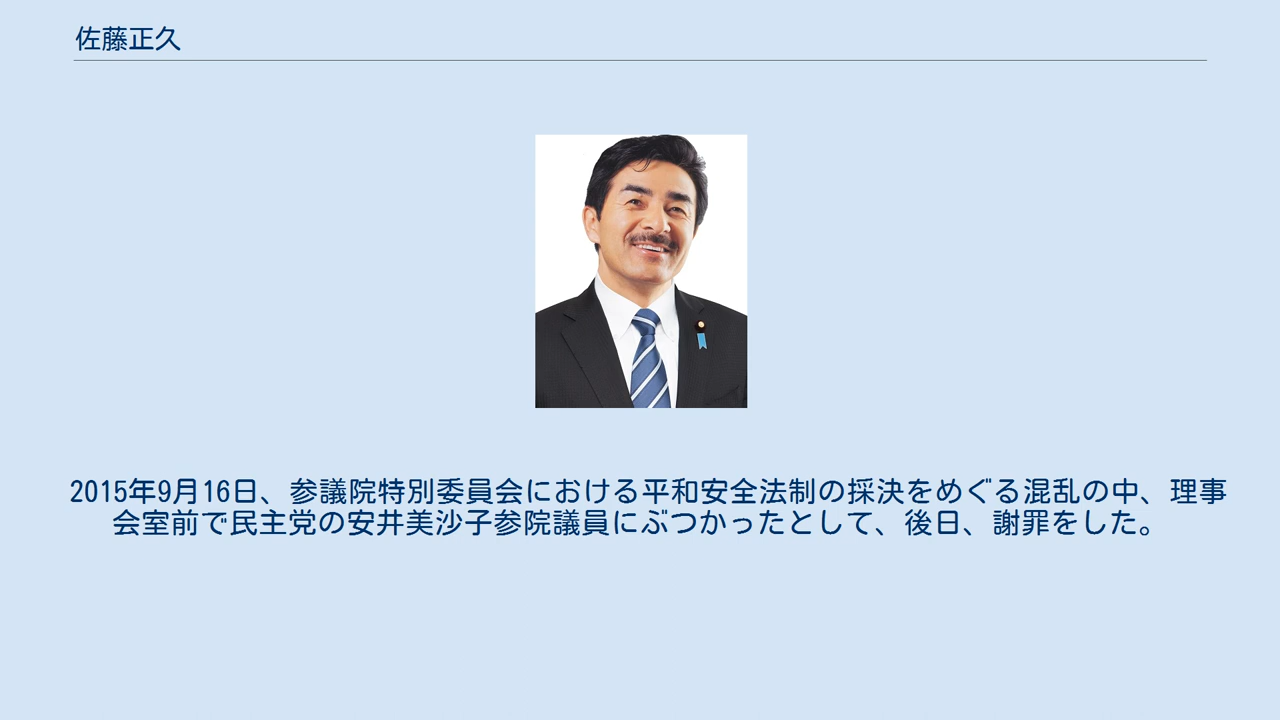 佐藤正久
2015年9月16日、参議院特別委員会における平和安全法制の採決をめぐる混乱の中、理事
会室前で民主党の安井美沙子参院議員にぶつかったとして、後日、謝罪をした。